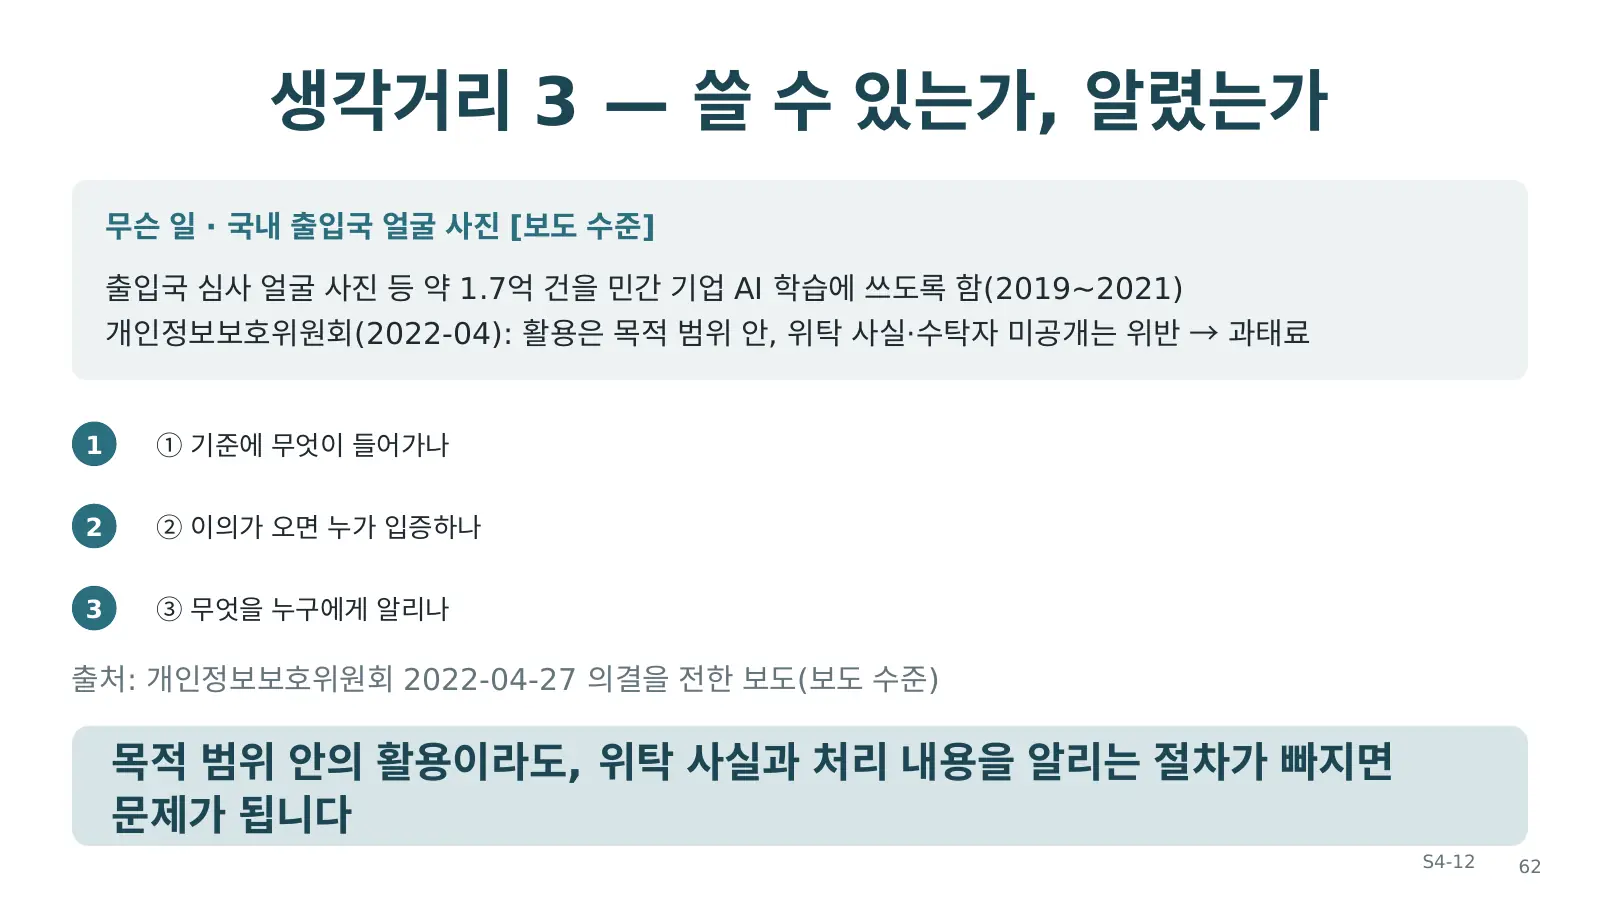 생각거리 3 — 쓸 수 있는가, 알렸는가
무슨 일 · 국내 출입국 얼굴 사진 [보도 수준]
출입국 심사 얼굴 사진 등 약 1.7억 건을 민간 기업 AI 학습에 쓰도록 함(2019~2021)
개인정보보호위원회(2022-04): 활용은 목적 범위 안, 위탁 사실·수탁자 미공개는 위반 → 과태료
1 ① 기준에 무엇이 들어가나
2 ② 이의가 오면 누가 입증하나
3 ③ 무엇을 누구에게 알리나
출처: 개인정보보호위원회 2022-04-27 의결을 전한 보도(보도 수준)
목적 범위 안의 활용이라도, 위탁 사실과 처리 내용을 알리는 절차가 빠지면
문제가 됩니다
S4-12 62